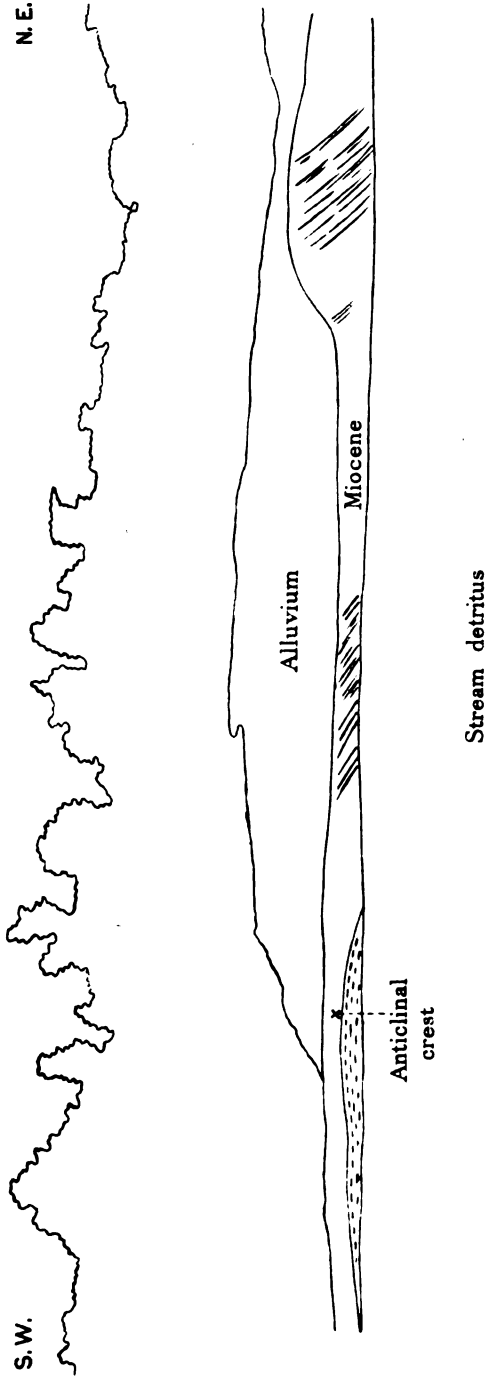 S. W.
N. E.
Alluvium
Miocene
Anticlinal
crest
Stream detritus